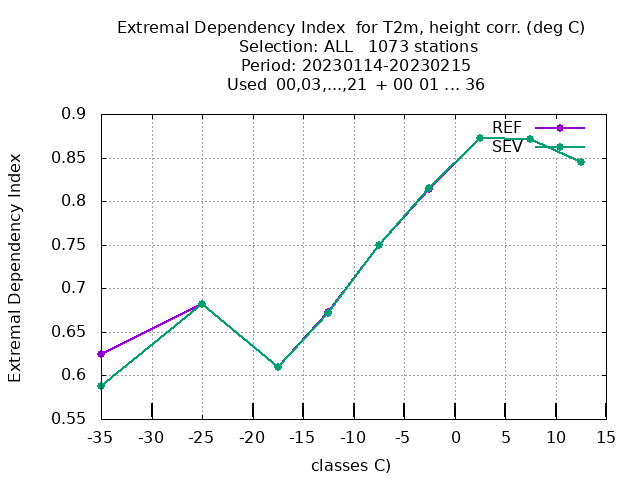 Extremal Dependency Index  for T2m, height corr. (deg C)
Selection: ALL   1073 stations
Period: 20230114-20230215
Used  00,03,...,21  + 00 01 ... 36
REF
SEV
Extremal Dependency Index
0.9
0.85
0.8
0.75
0.7
0.65
0.6
0.55
-35 -30 -25 -20 -15 -10 -5 0 5 10 15
classes C)